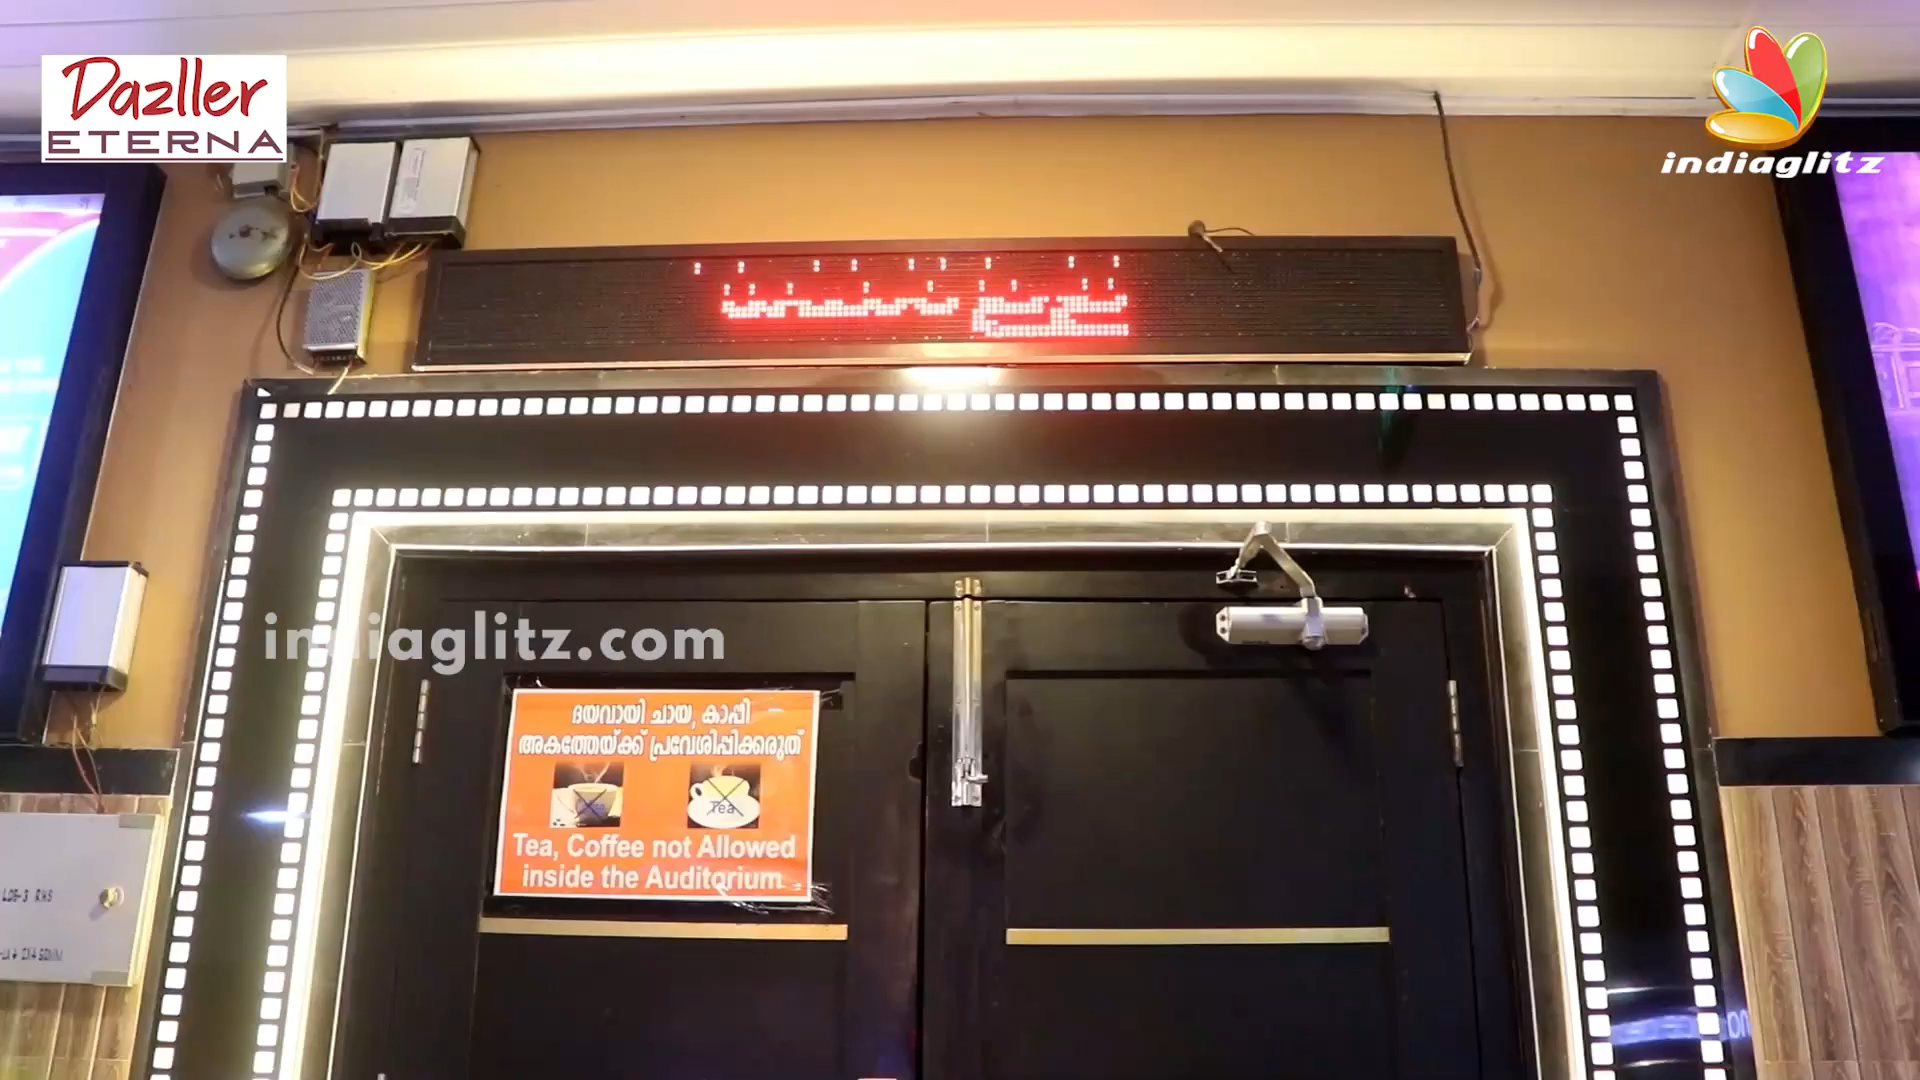 Dazller
ETERNA
indiaglitz
indiaglitz.com
ദയവായി ചായ, കാപ്പി
അകത്തേയ്ക്ക് പ്രവേശിപ്പിക്കരുത്
Tea
Tea, Coffee not Allowed
inside the Auditorium